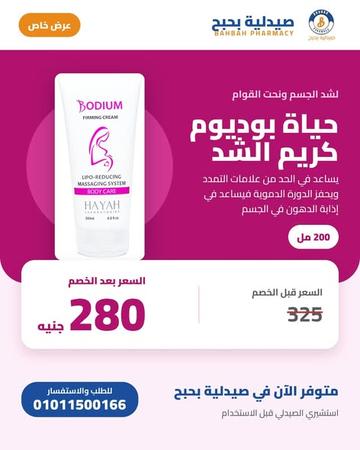 عرض خاص
صيدلية بحبح
BAHBAH PHARMACY
لشد الجسم ونحت القوام
حياة بوديوم
كريم الشد
يساعد في الحد من علامات التمدد
ويحفز الدورة الدموية فيساعد في
إذابة الدهون في الجسم
200 مل
BODIUM
FIRMING CREAM
LIPO-REDUCING
MASSAGING SYSTEM
BODY CARE
HAYAH
LABORATORIES
السعر قبل الخصم
325
السعر بعد الخصم
280 جنيه
متوفر الآن في صيدلية بحبح
استشيري الصيدلي قبل الاستخدام
للطلب والاستفسار
01011500166